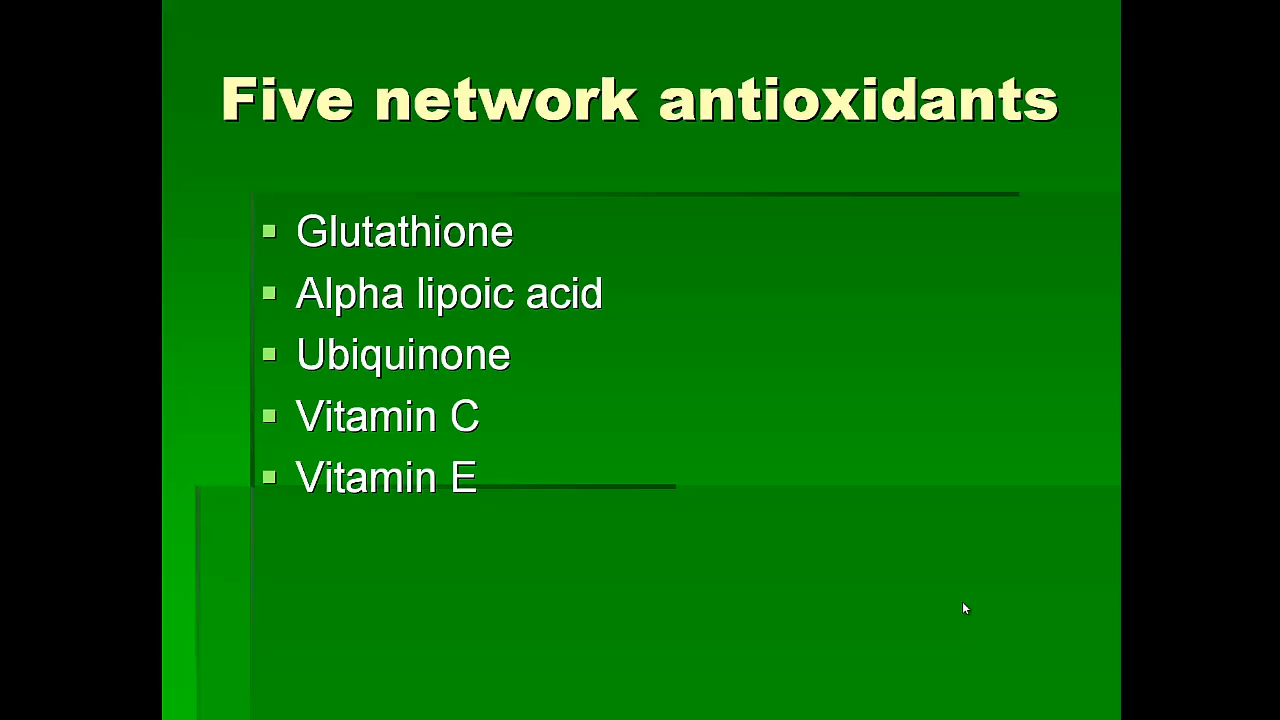 Five network antioxidants
Glutathione
Alpha lipoic acid
Ubiquinone
Vitamin C
Vitamin E